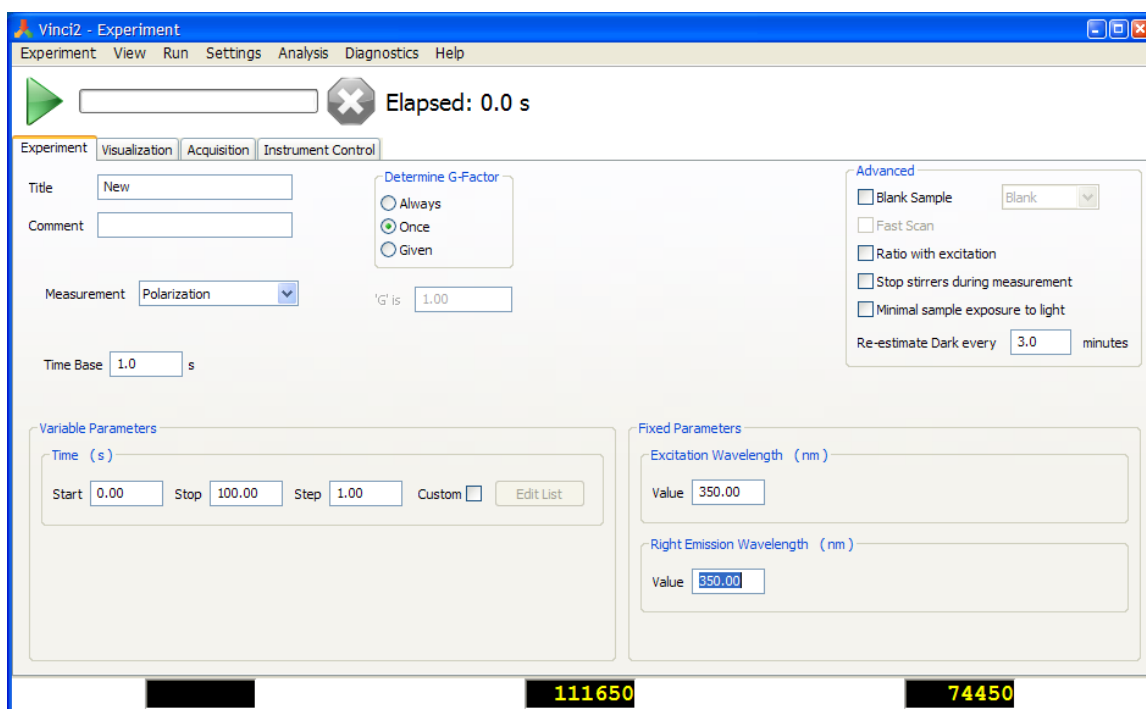 Vinci2 - Experiment
Experiment View Run Settings Analysis Diagnostics Help
Elapsed: 0.0 s
Experiment Visualization Acquisition Instrument Control
Title New
Comment
Measurement Polarization
Time Base 1.0 s
Determine G-Factor
Always
Once
Given
'G' is 1.00
Advanced
Blank Sample Blank
Fast Scan
Ratio with excitation
Stop stirrers during measurement
Minimal sample exposure to light
Re-estimate Dark every 3.0 minutes
Variable Parameters
Time (s)
Start 0.00 Stop 100.00 Step 1.00 Custom Edit List
Fixed Parameters
Excitation Wavelength (nm)
Value 350.00
Right Emission Wavelength (nm)
Value 350.00
111650 74450